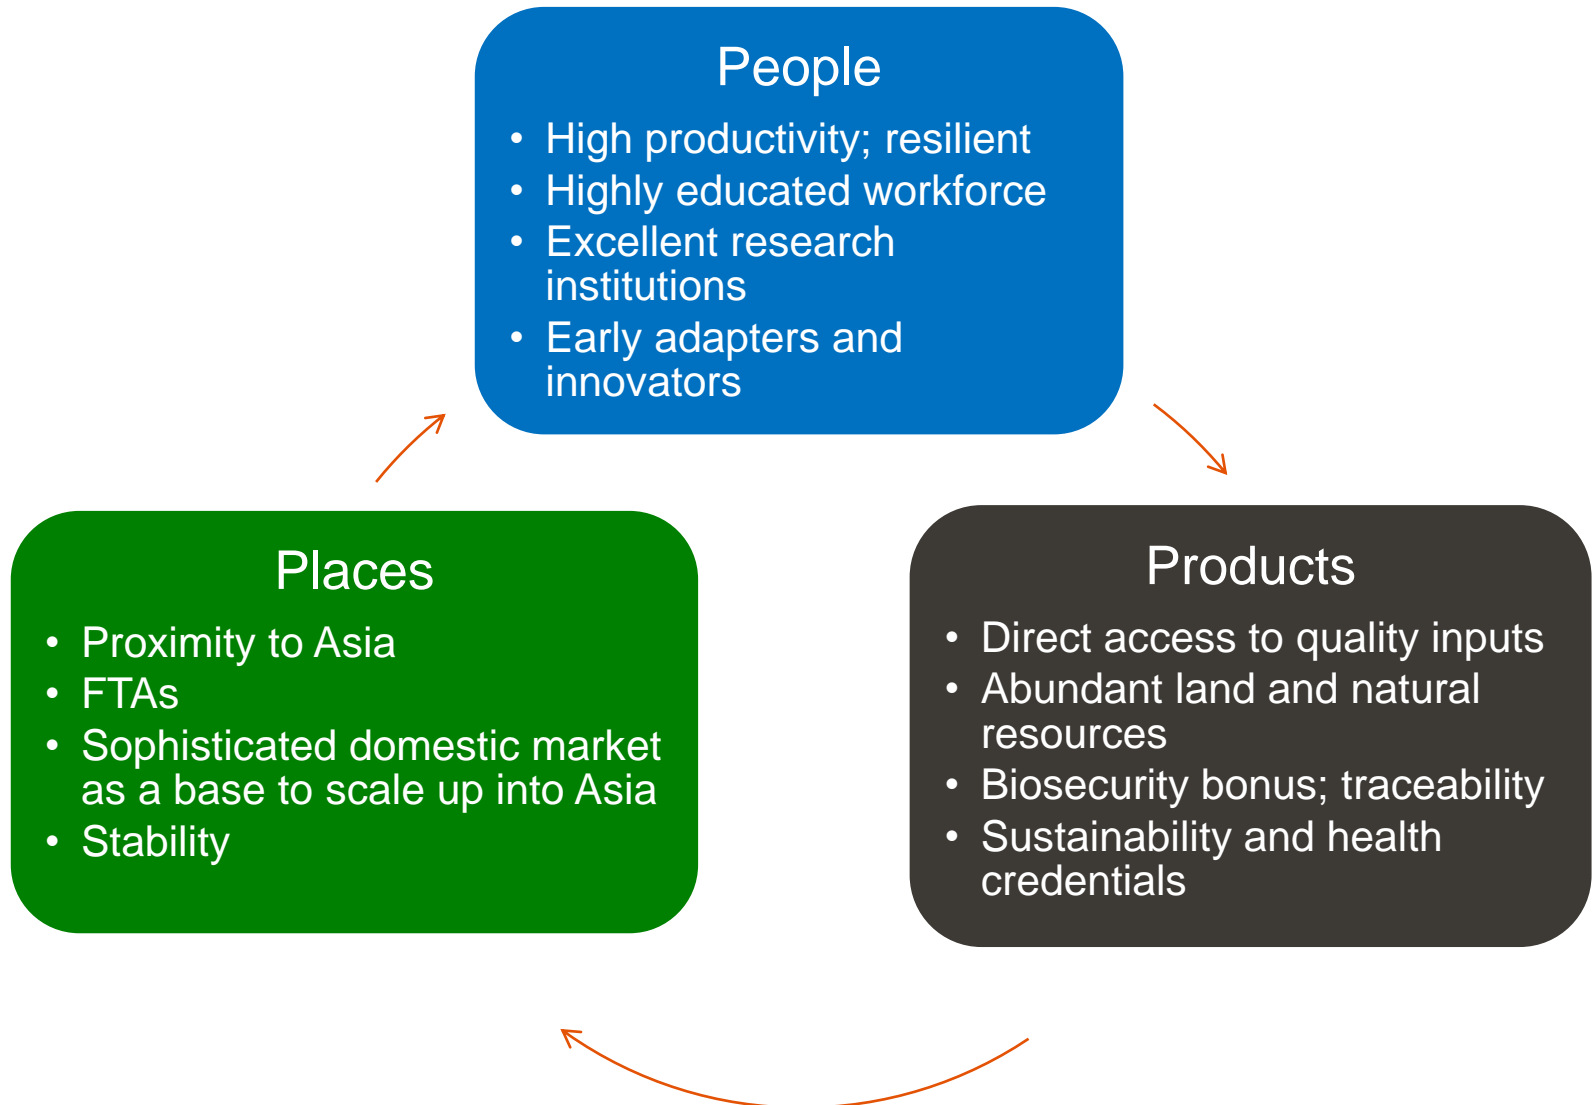 People
• High productivity; resilient
• Highly educated workforce
• Excellent research
institutions
• Early adapters and
innovators
Places
• Proximity to Asia
• FTAs
• Sophisticated domestic market
as a base to scale up into Asia
• Stability
Products
• Direct access to quality inputs
• Abundant land and natural
resources
• Biosecurity bonus; traceability
• Sustainability and health
credentials